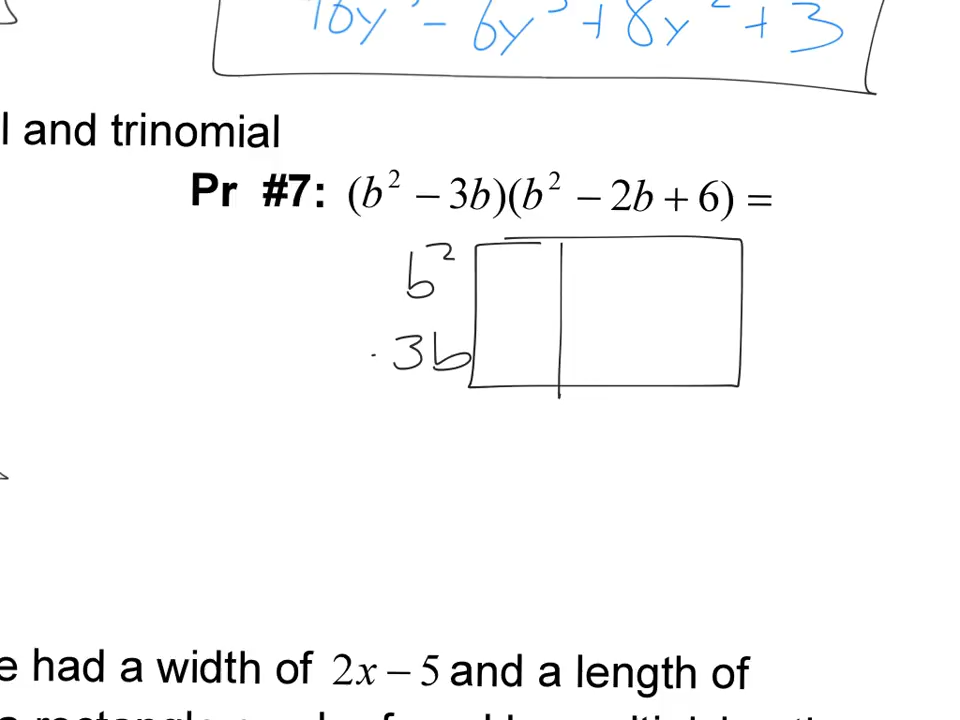 - 6y + 8y + 3
l and trinomial
Pr #7: (b² − 3b)(b² − 2b + 6) =
b²
- 3b
e had a width of 2x − 5 and a length of